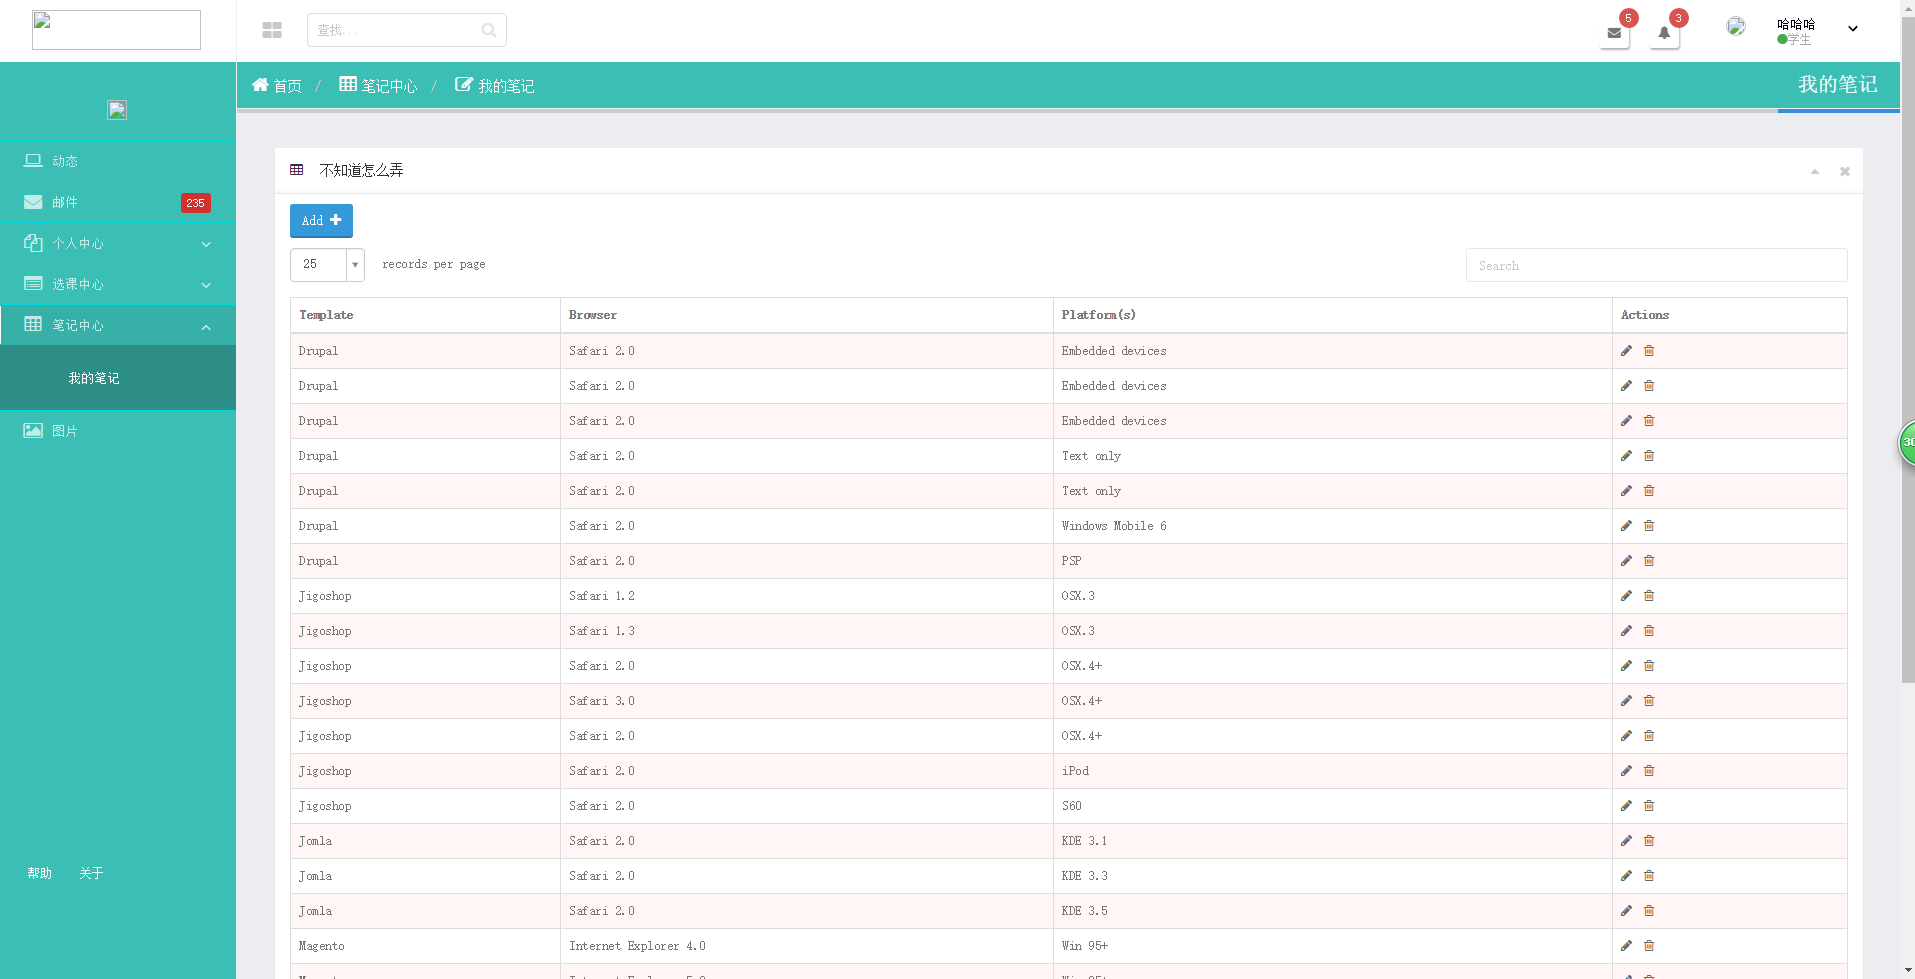 查找...
5
3
哈哈哈
学生
首页 / 笔记中心 / 我的笔记
我的笔记
动态
邮件 235
个人中心
选课中心
笔记中心
我的笔记
图片
帮助 关于
不知道怎么弄
Add
25 records per page
Search
Template Browser Platform(s) Actions
Drupal Safari 2.0 Embedded devices
Drupal Safari 2.0 Embedded devices
Drupal Safari 2.0 Embedded devices
Drupal Safari 2.0 Text only
Drupal Safari 2.0 Text only
Drupal Safari 2.0 Windows Mobile 6
Drupal Safari 2.0 PSP
Jigoshop Safari 1.2 OSX.3
Jigoshop Safari 1.3 OSX.3
Jigoshop Safari 2.0 OSX.4+
Jigoshop Safari 3.0 OSX.4+
Jigoshop Safari 2.0 OSX.4+
Jigoshop Safari 2.0 iPod
Jigoshop Safari 2.0 S60
Jomla Safari 2.0 KDE 3.1
Jomla Safari 2.0 KDE 3.3
Jomla Safari 2.0 KDE 3.5
Magento Internet Explorer 4.0 Win 95+